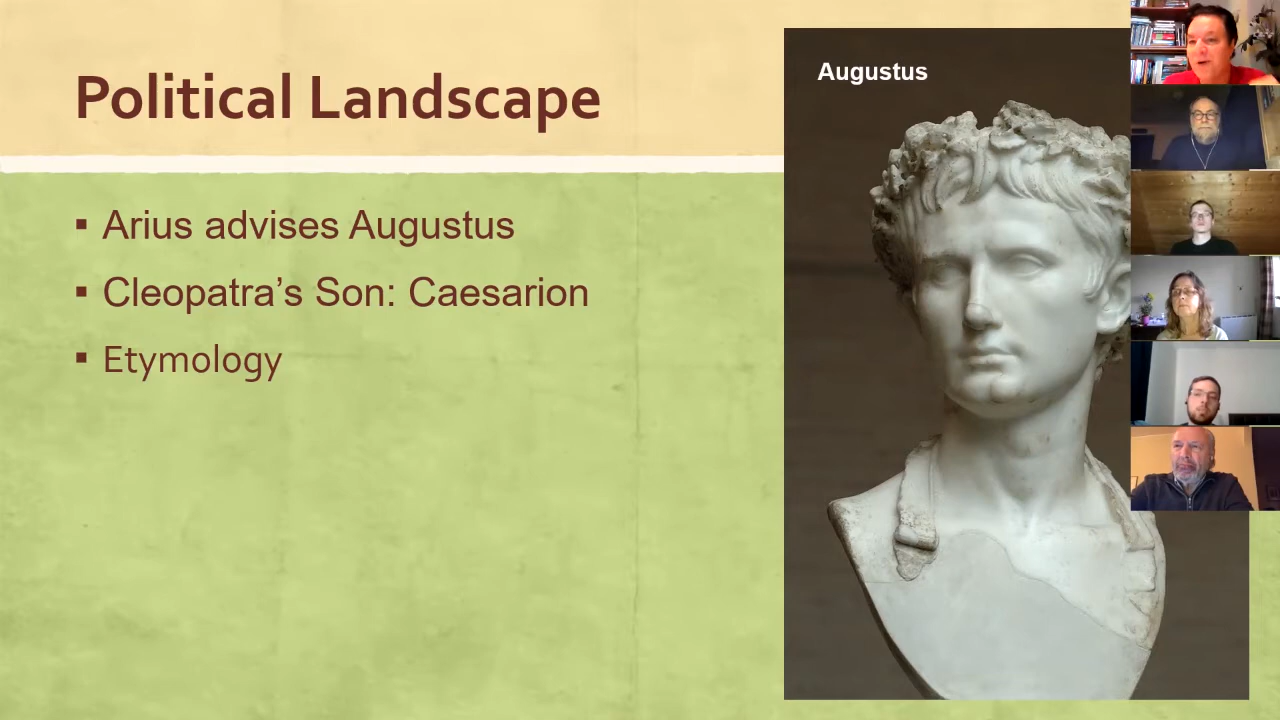 Political Landscape
▪ Arius advises Augustus
▪ Cleopatra’s Son: Caesarion
▪ Etymology
Augustus